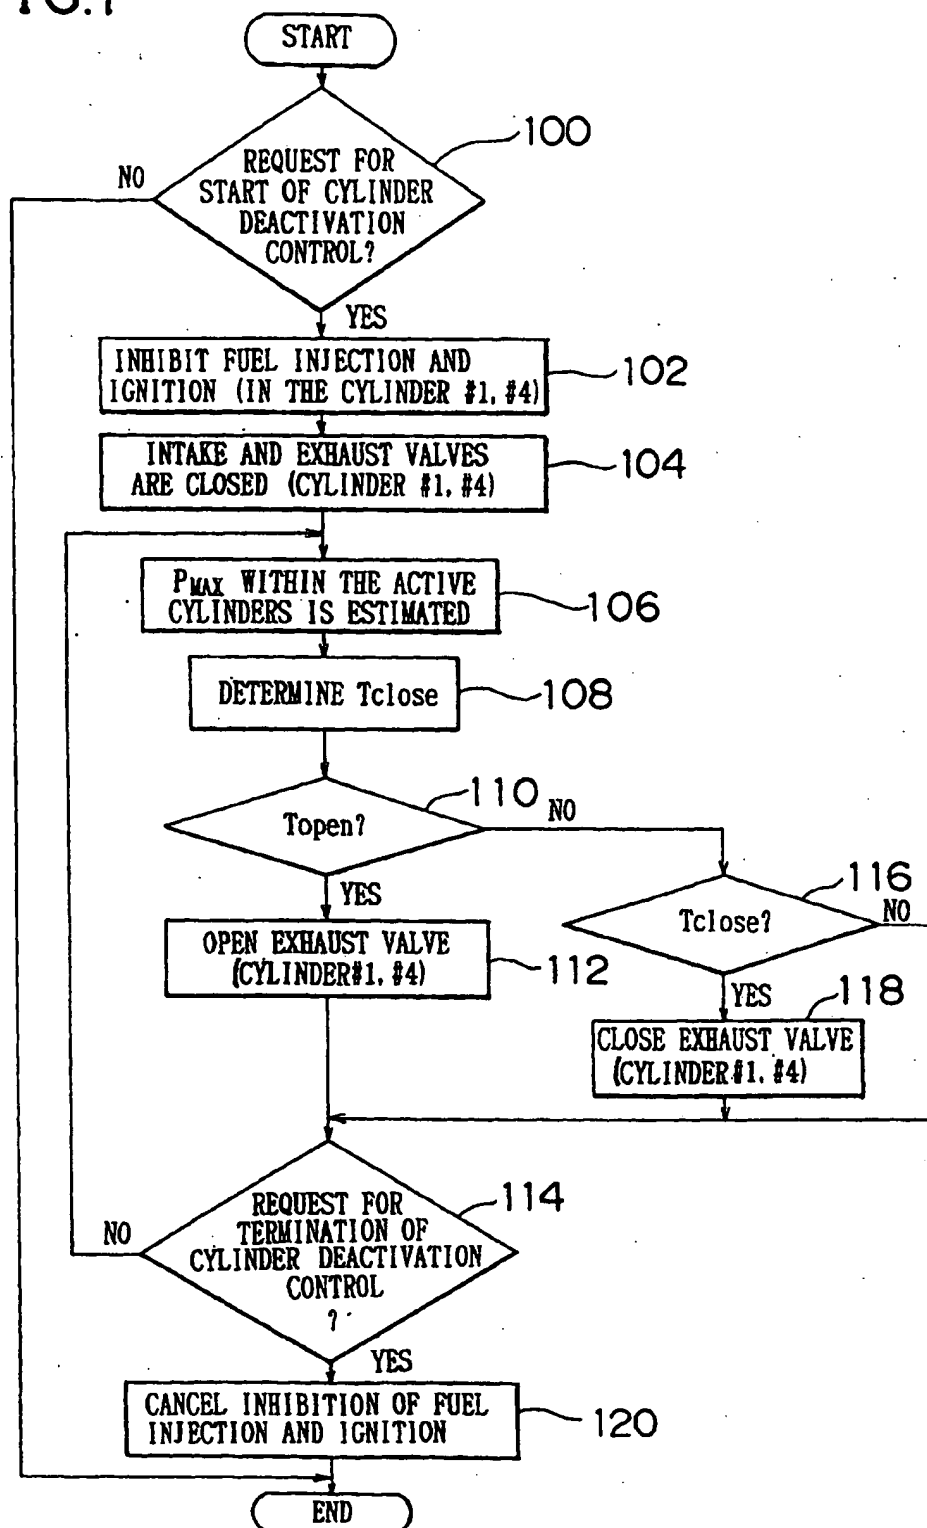 START
100
REQUEST FOR
START OF CYLINDER
DEACTIVATION
CONTROL?
NO
YES
INHIBIT FUEL INJECTION AND
IGNITION (IN THE CYLINDER #1, #4)
102
INTAKE AND EXHAUST VALVES
ARE CLOSED (CYLINDER #1, #4)
104
PMAX WITHIN THE ACTIVE
CYLINDERS IS ESTIMATED
106
DETERMINE Tclose
108
Topen?
110
NO
YES
Tclose?
116
NO
OPEN EXHAUST VALVE
(CYLINDER#1, #4)
112
YES
118
CLOSE EXHAUST VALVE
(CYLINDER#1, #4)
REQUEST FOR
TERMINATION OF
CYLINDER DEACTIVATION
CONTROL
?
114
NO
YES
CANCEL INHIBITION OF FUEL
INJECTION AND IGNITION
120
END